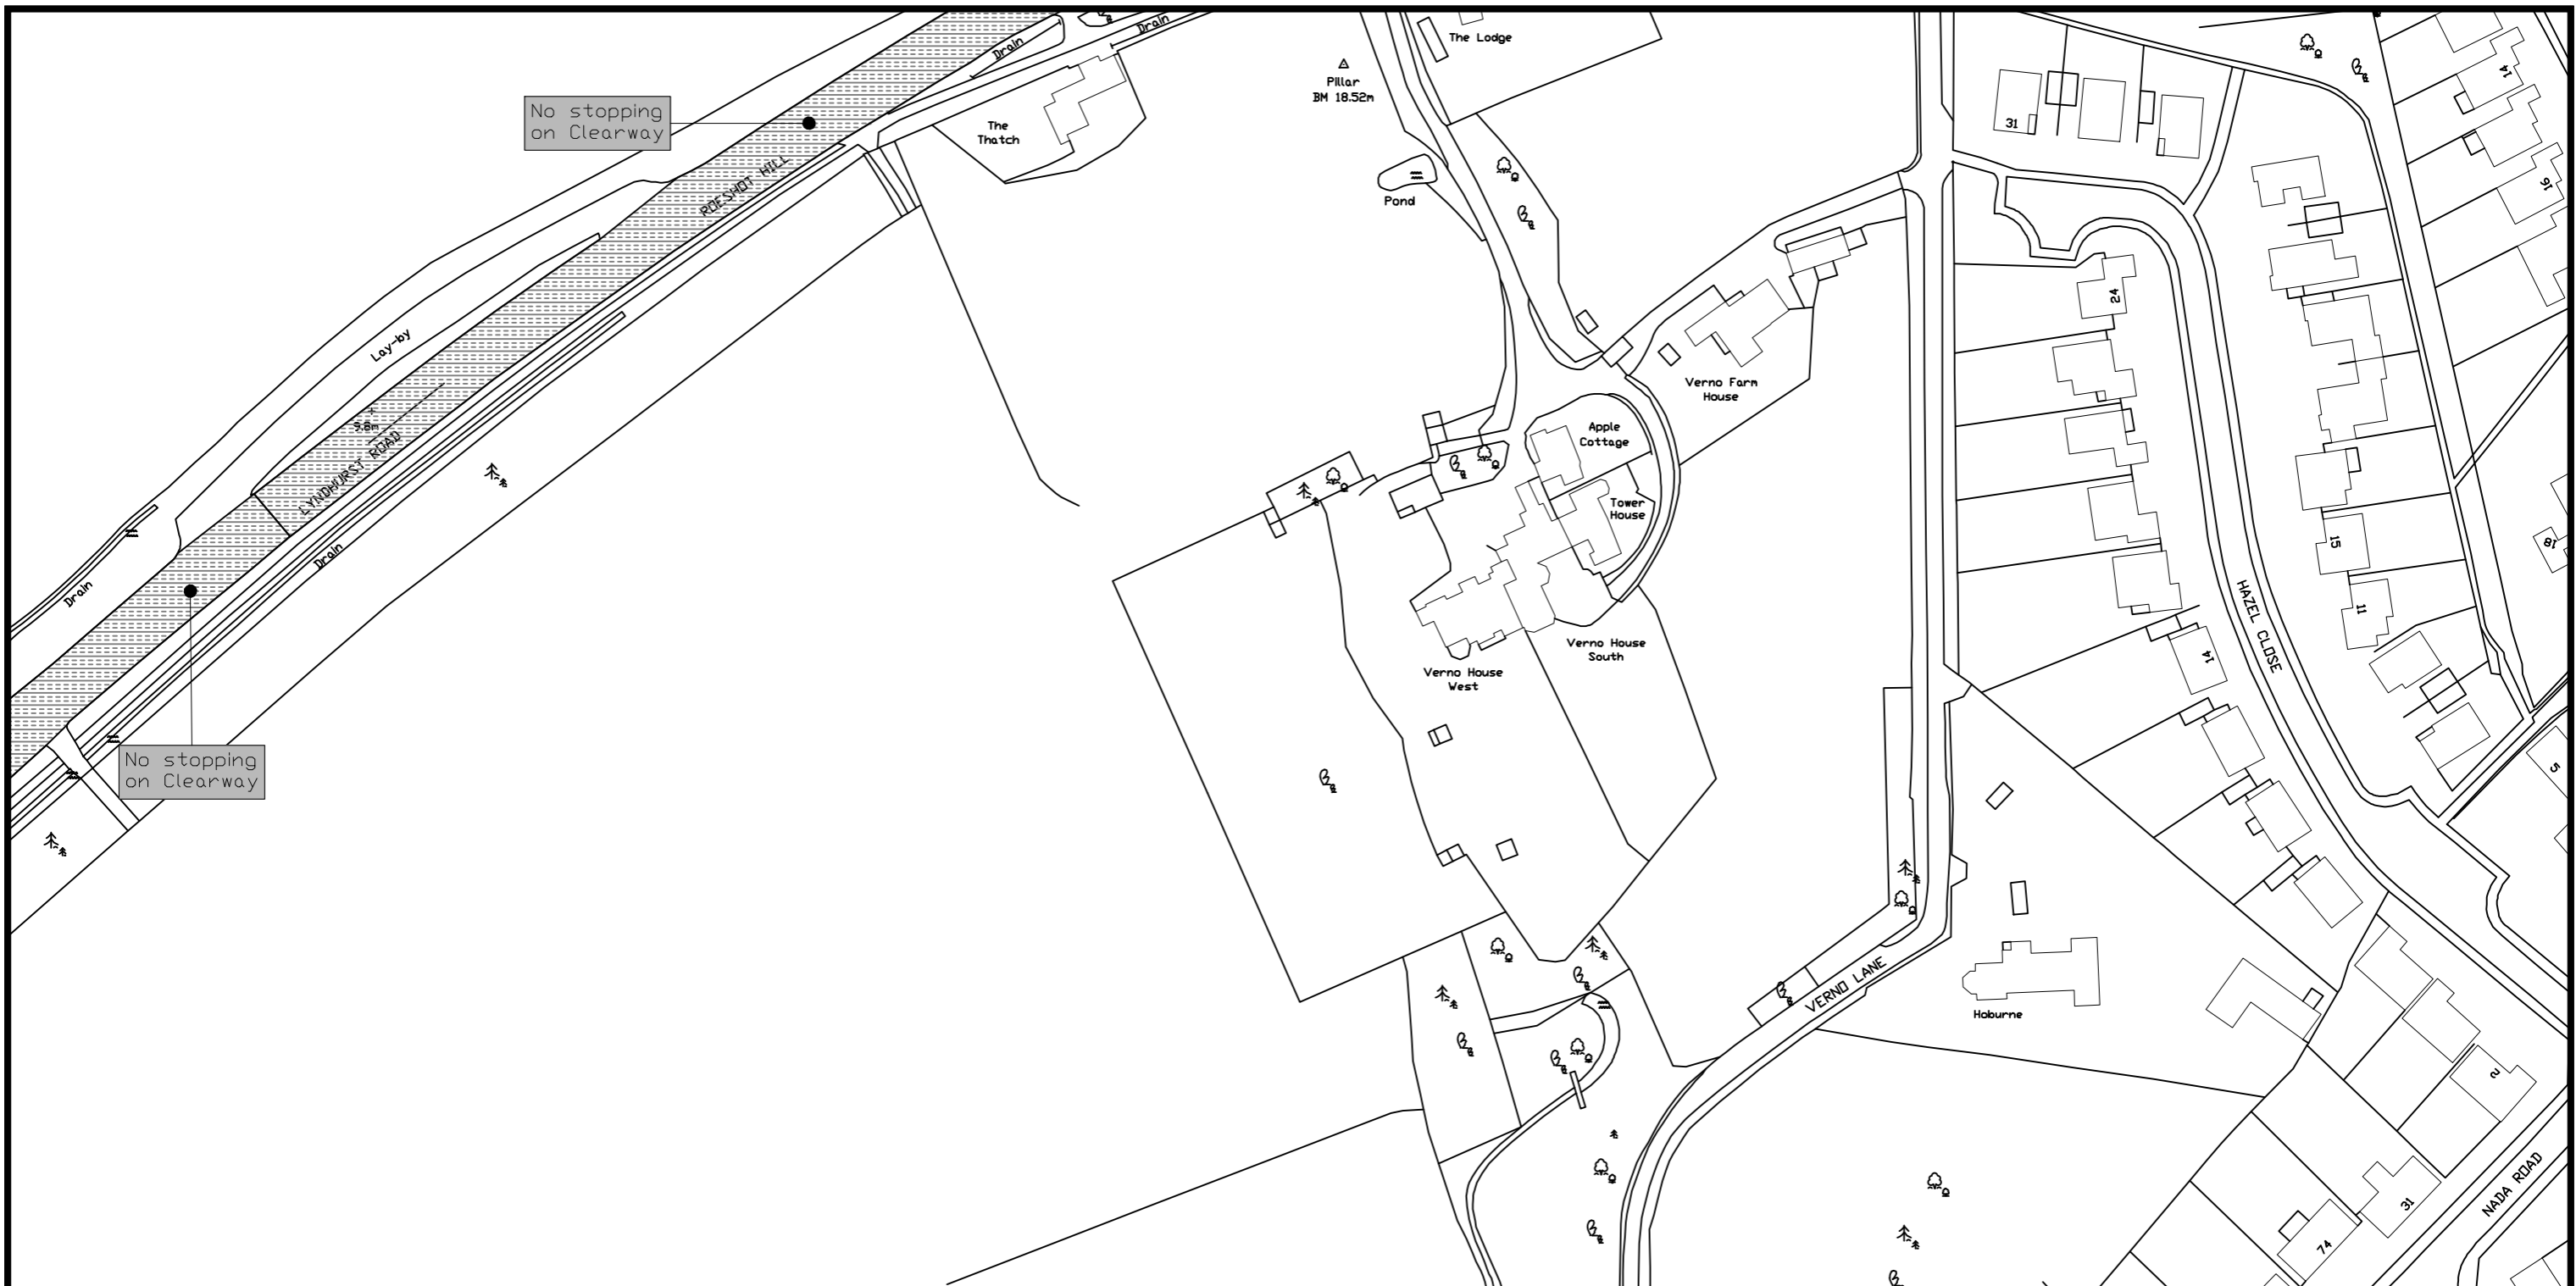 Drain
Drain
The Lodge
Pillar
BM 18.52m
No stopping
on Clearway
The
Thatch
31
14
16
ROESHOT HILL
Pond
24
Lay-by
Verno Farm
House
9.8m
LYNDHURST ROAD
Apple
Cottage
Tower
House
Drain
Drain
15
18
11
HAZEL CLOSE
Verno House
South
Verno House
West
14
No stopping
on Clearway
5
VERNO LANE
Hoburne
2
NADA ROAD
31
74